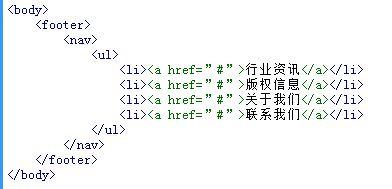 <body>
<footer>
<nav>
<ul>
<li><a href=”#”>行业资讯</a></li>
<li><a href=”#”>版权信息</a></li>
<li><a href=”#”>关于我们</a></li>
<li><a href=”#”>联系我们</a></li>
</ul>
</nav>
</footer>
</body>